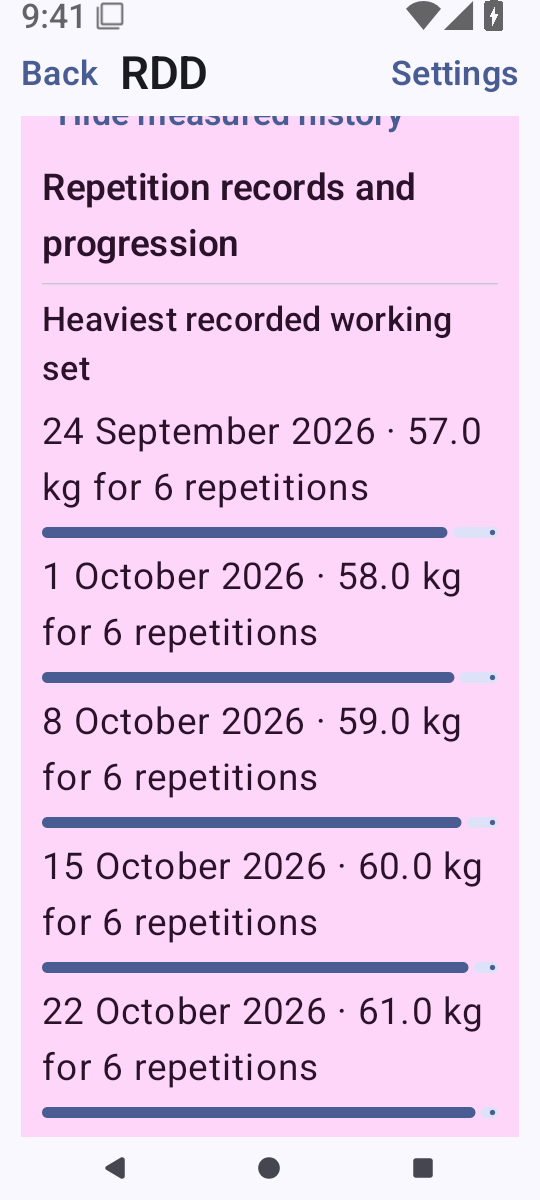 9:41
Back RDD Settings
Hide measured history
Repetition records and
progression
Heaviest recorded working
set
24 September 2026 · 57.0
kg for 6 repetitions
1 October 2026 · 58.0 kg
for 6 repetitions
8 October 2026 · 59.0 kg
for 6 repetitions
15 October 2026 · 60.0 kg
for 6 repetitions
22 October 2026 · 61.0 kg
for 6 repetitions